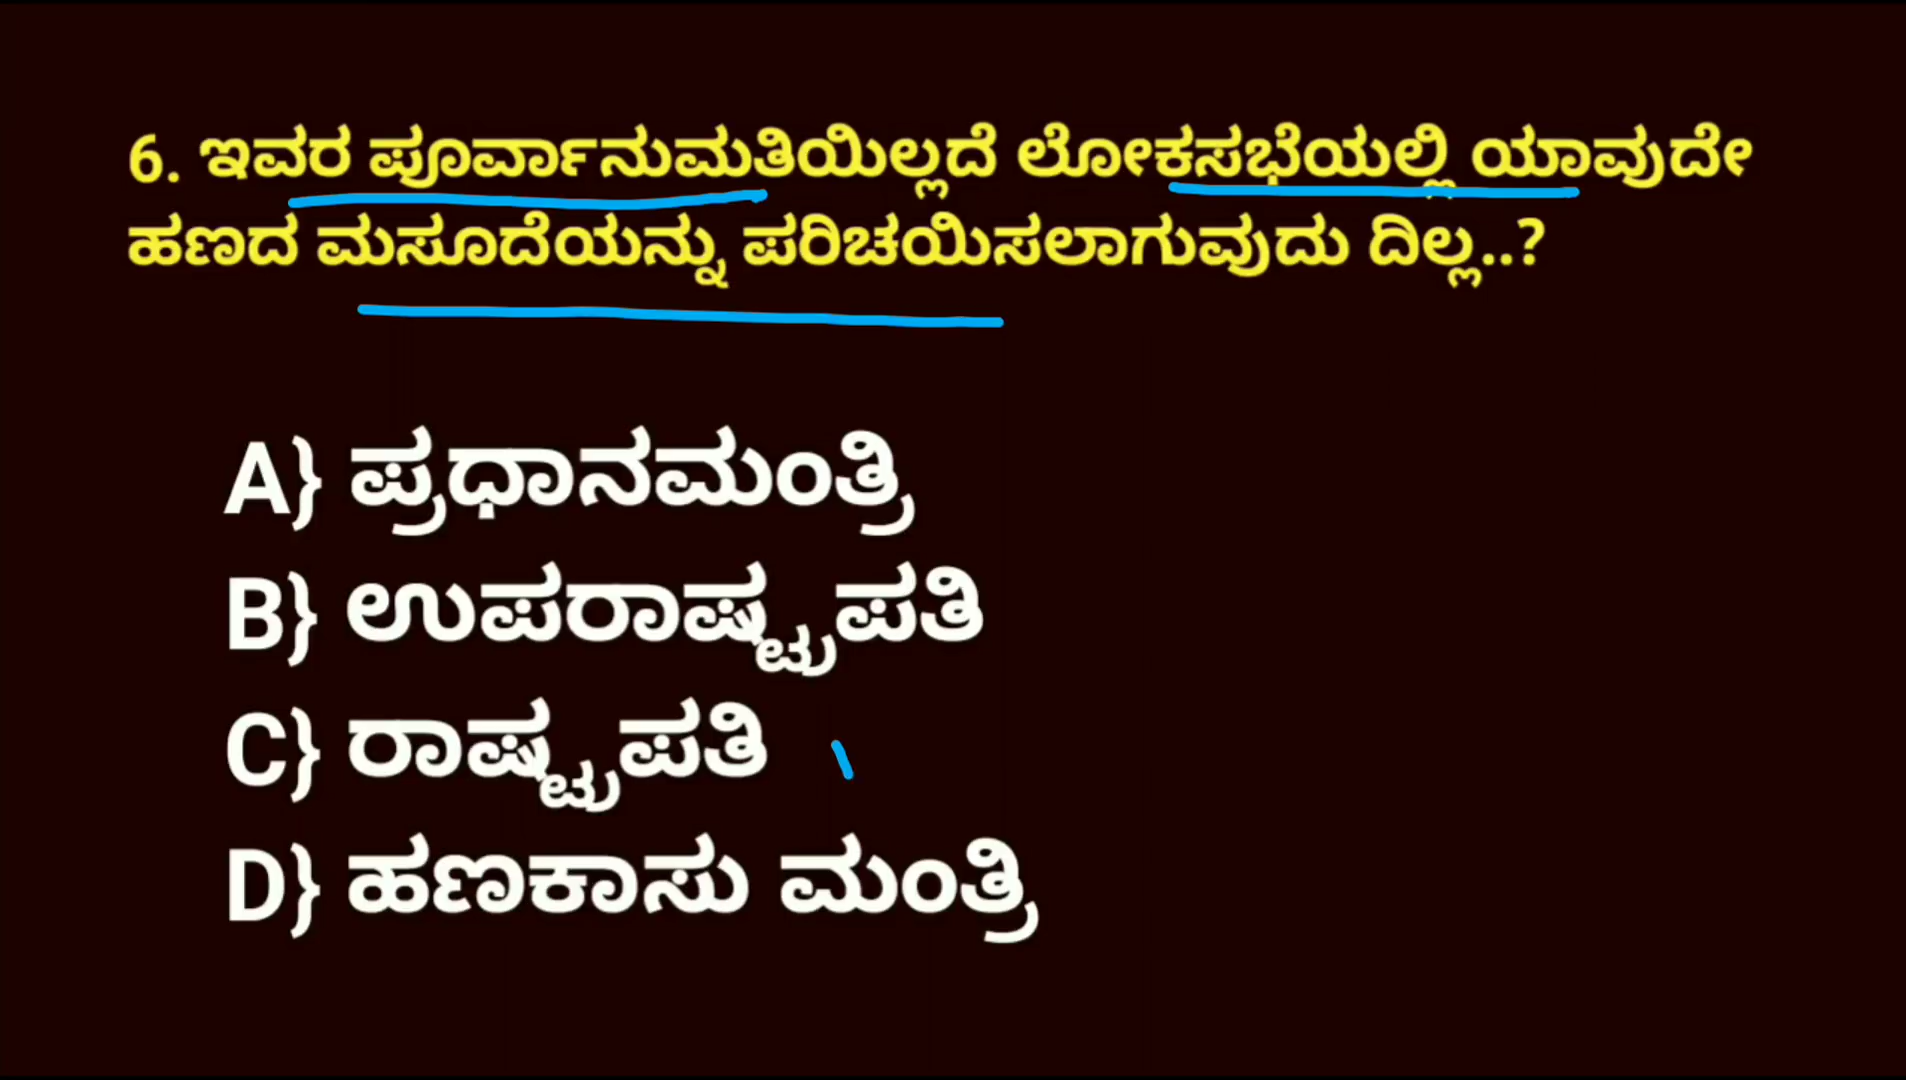 6. ಇವರ ಪೂರ್ವಾನುಮತಿಯಿಲ್ಲದೆ ಲೋಕಸಭೆಯಲ್ಲಿ ಯಾವುದೇ
ಹಣದ ಮಸೂದೆಯನ್ನು ಪರಿಚಯಿಸಲಾಗುವುದು ದಿಲ್ಲ..?
A} ಪ್ರಧಾನಮಂತ್ರಿ
B} ಉಪರಾಷ್ಟ್ರಪತಿ
C} ರಾಷ್ಟ್ರಪತಿ
D} ಹಣಕಾಸು ಮಂತ್ರಿ